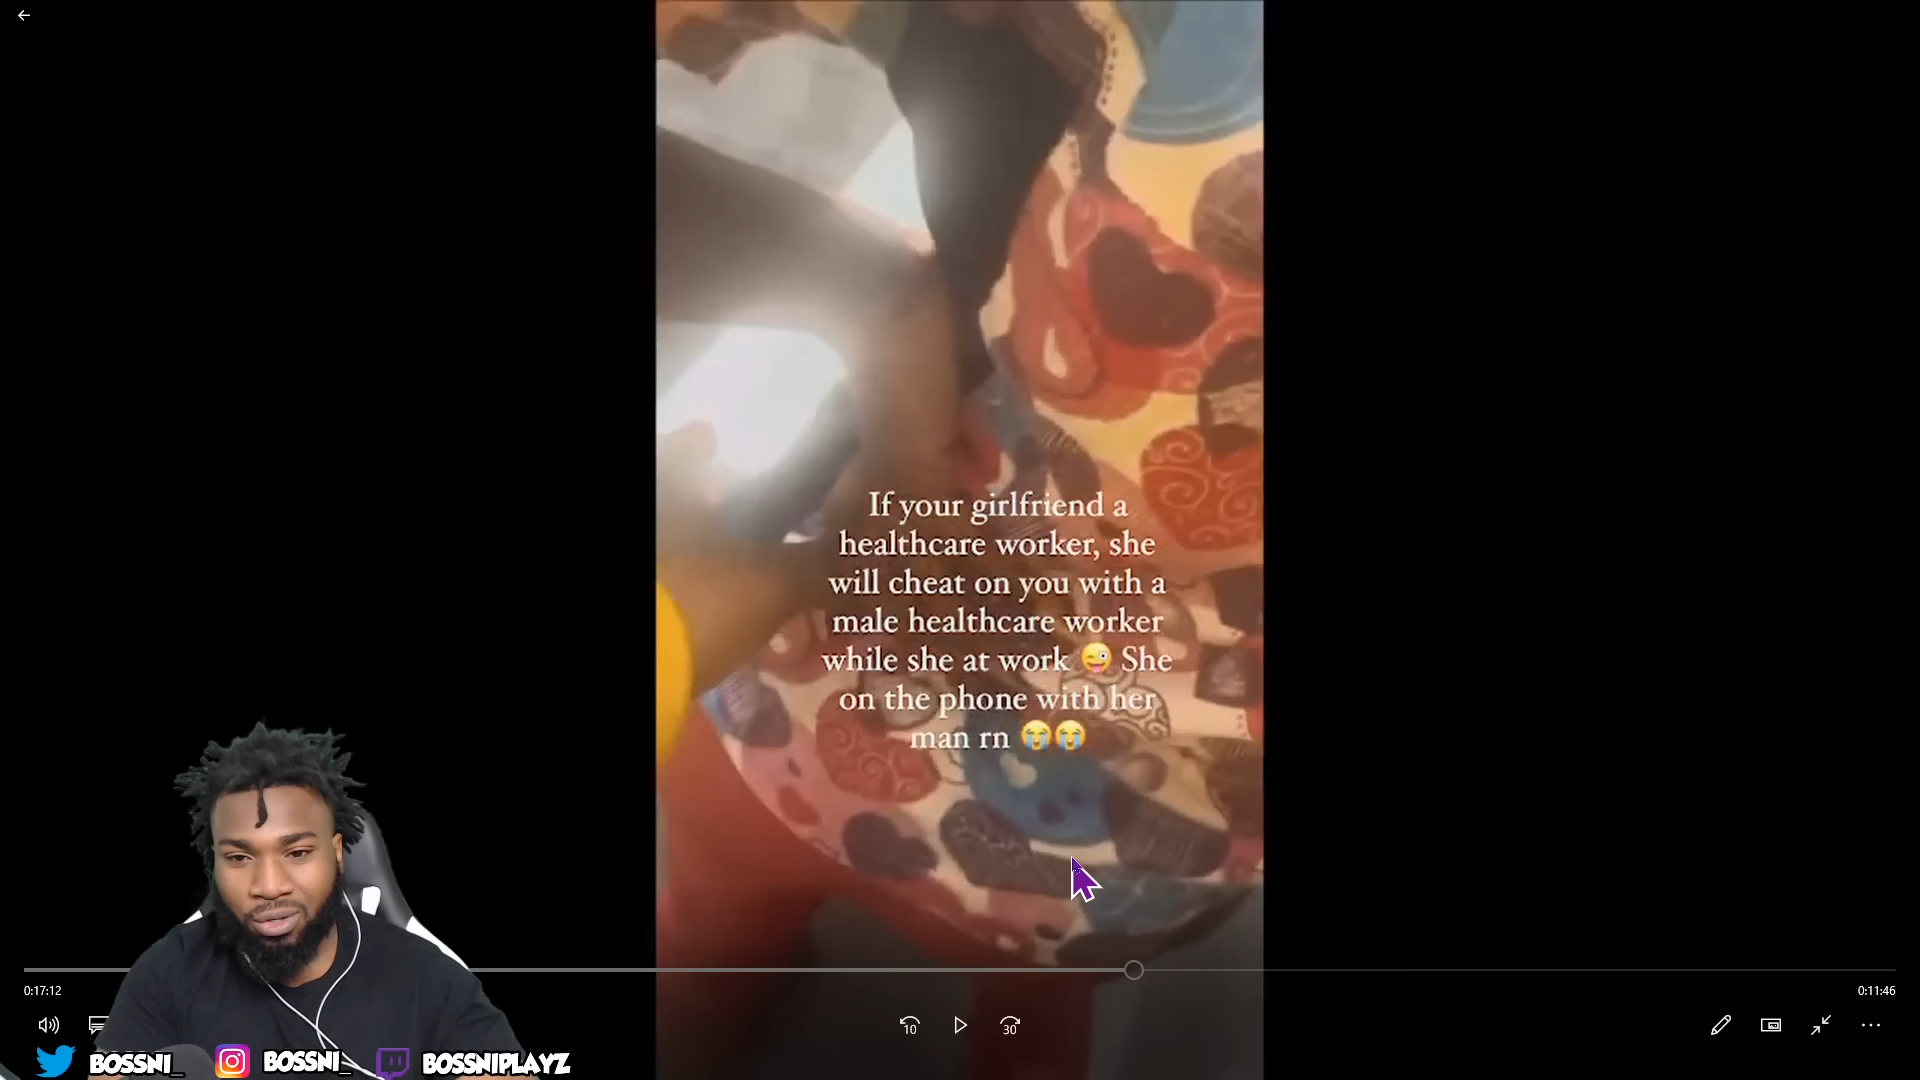 If your girlfriend a
healthcare worker, she
will cheat on you with a
male healthcare worker
while she at work 😜 She
on the phone with her
man rn 😭😭
0:17:12
0:11:46
10
30
BOSSNI_
BOSSNI_
BOSSNIPLAYZ